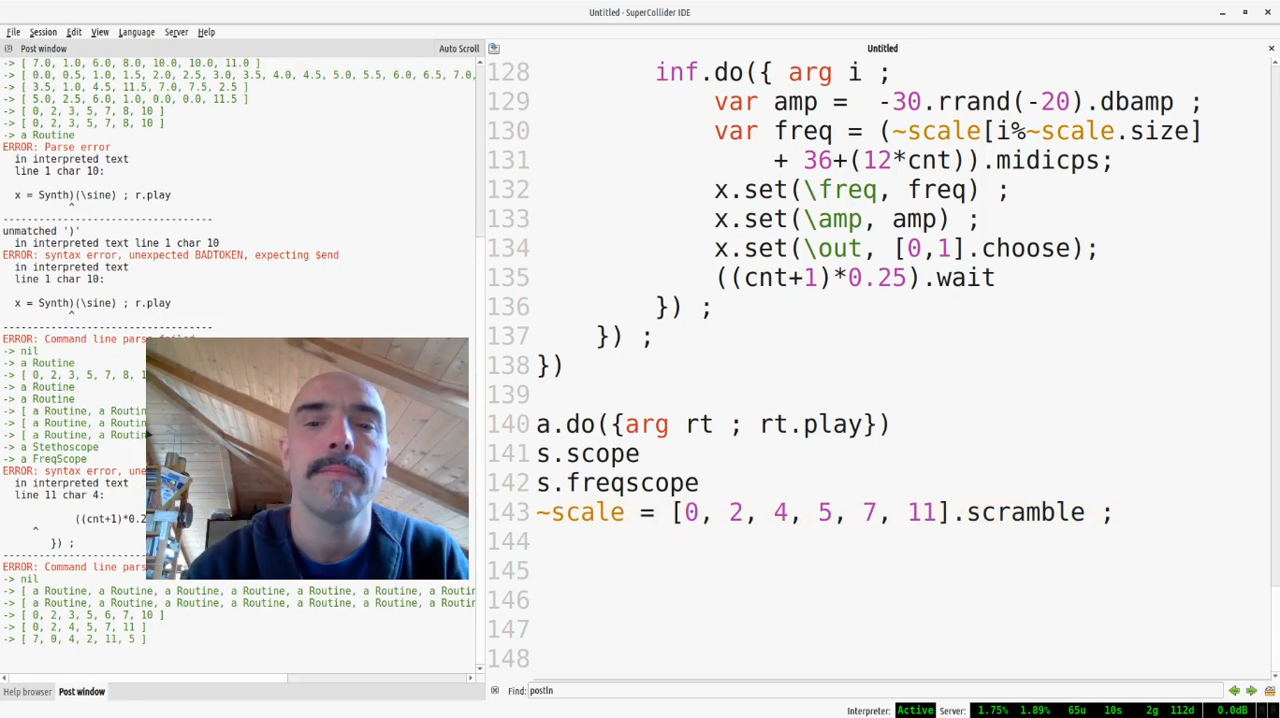 Untitled - SuperCollider IDE
File Session Edit View Language Server Help
Post window
Auto Scroll
-> [ 7.0, 1.0, 6.0, 8.0, 10.0, 10.0, 11.0 ]
-> [ 0.0, 0.5, 1.0, 1.5, 2.0, 2.5, 3.0, 3.5, 4.0, 4.5, 5.0, 5.5, 6.0, 6.5, 7.0,
-> [ 3.5, 1.0, 4.5, 11.5, 7.0, 7.5, 2.5 ]
-> [ 5.0, 2.5, 6.0, 1.0, 0.0, 0.0, 11.5 ]
-> [ 0, 2, 3, 5, 7, 8, 10 ]
-> [ 0, 2, 3, 5, 7, 8, 10 ]
-> a Routine
ERROR: Parse error
in interpreted text
line 1 char 10:
x = Synth)(\sine) ; r.play
^
-----------------------------------
unmatched ')'
in interpreted text line 1 char 10
ERROR: syntax error, unexpected BADTOKEN, expecting $end
in interpreted text
line 1 char 10:
x = Synth)(\sine) ; r.play
^
-----------------------------------
ERROR: Command line parse failed
-> nil
-> a Routine
-> [ 0, 2, 3, 5, 7, 8, 1
-> a Routine
-> a Routine
-> [ a Routine, a Routin
-> [ a Routine, a Routin
-> [ a Routine, a Routin
-> a Stethoscope
-> a FreqScope
ERROR: syntax error, une
in interpreted text
line 11 char 4:
((cnt+1)*0.2
^
}) ;
-----------------------------------
ERROR: Command line pars
-> nil
-> [ a Routine, a Routine, a Routine, a Routine, a Routine, a Routine, a Routin
-> [ a Routine, a Routine, a Routine, a Routine, a Routine, a Routine, a Routin
-> [ 0, 2, 3, 5, 6, 7, 10 ]
-> [ 0, 2, 4, 5, 7, 11 ]
-> [ 7, 0, 4, 2, 11, 5 ]
Help browser Post window
Untitled
128 inf.do({ arg i ;
129 var amp = -30.rrand(-20).dbamp ;
130 var freq = (~scale[i%~scale.size]
131 + 36+(12*cnt)).midicps;
132 x.set(\freq, freq) ;
133 x.set(\amp, amp) ;
134 x.set(\out, [0,1].choose);
135 ((cnt+1)*0.25).wait
136 }) ;
137 }) ;
138 })
139
140 a.do({arg rt ; rt.play})
141 s.scope
142 s.freqscope
143 ~scale = [0, 2, 4, 5, 7, 11].scramble ;
144
145
146
147
148
Find: postln
Interpreter: Active Server: 1.75% 1.89% 65u 10s 2g 112d 0.0dB